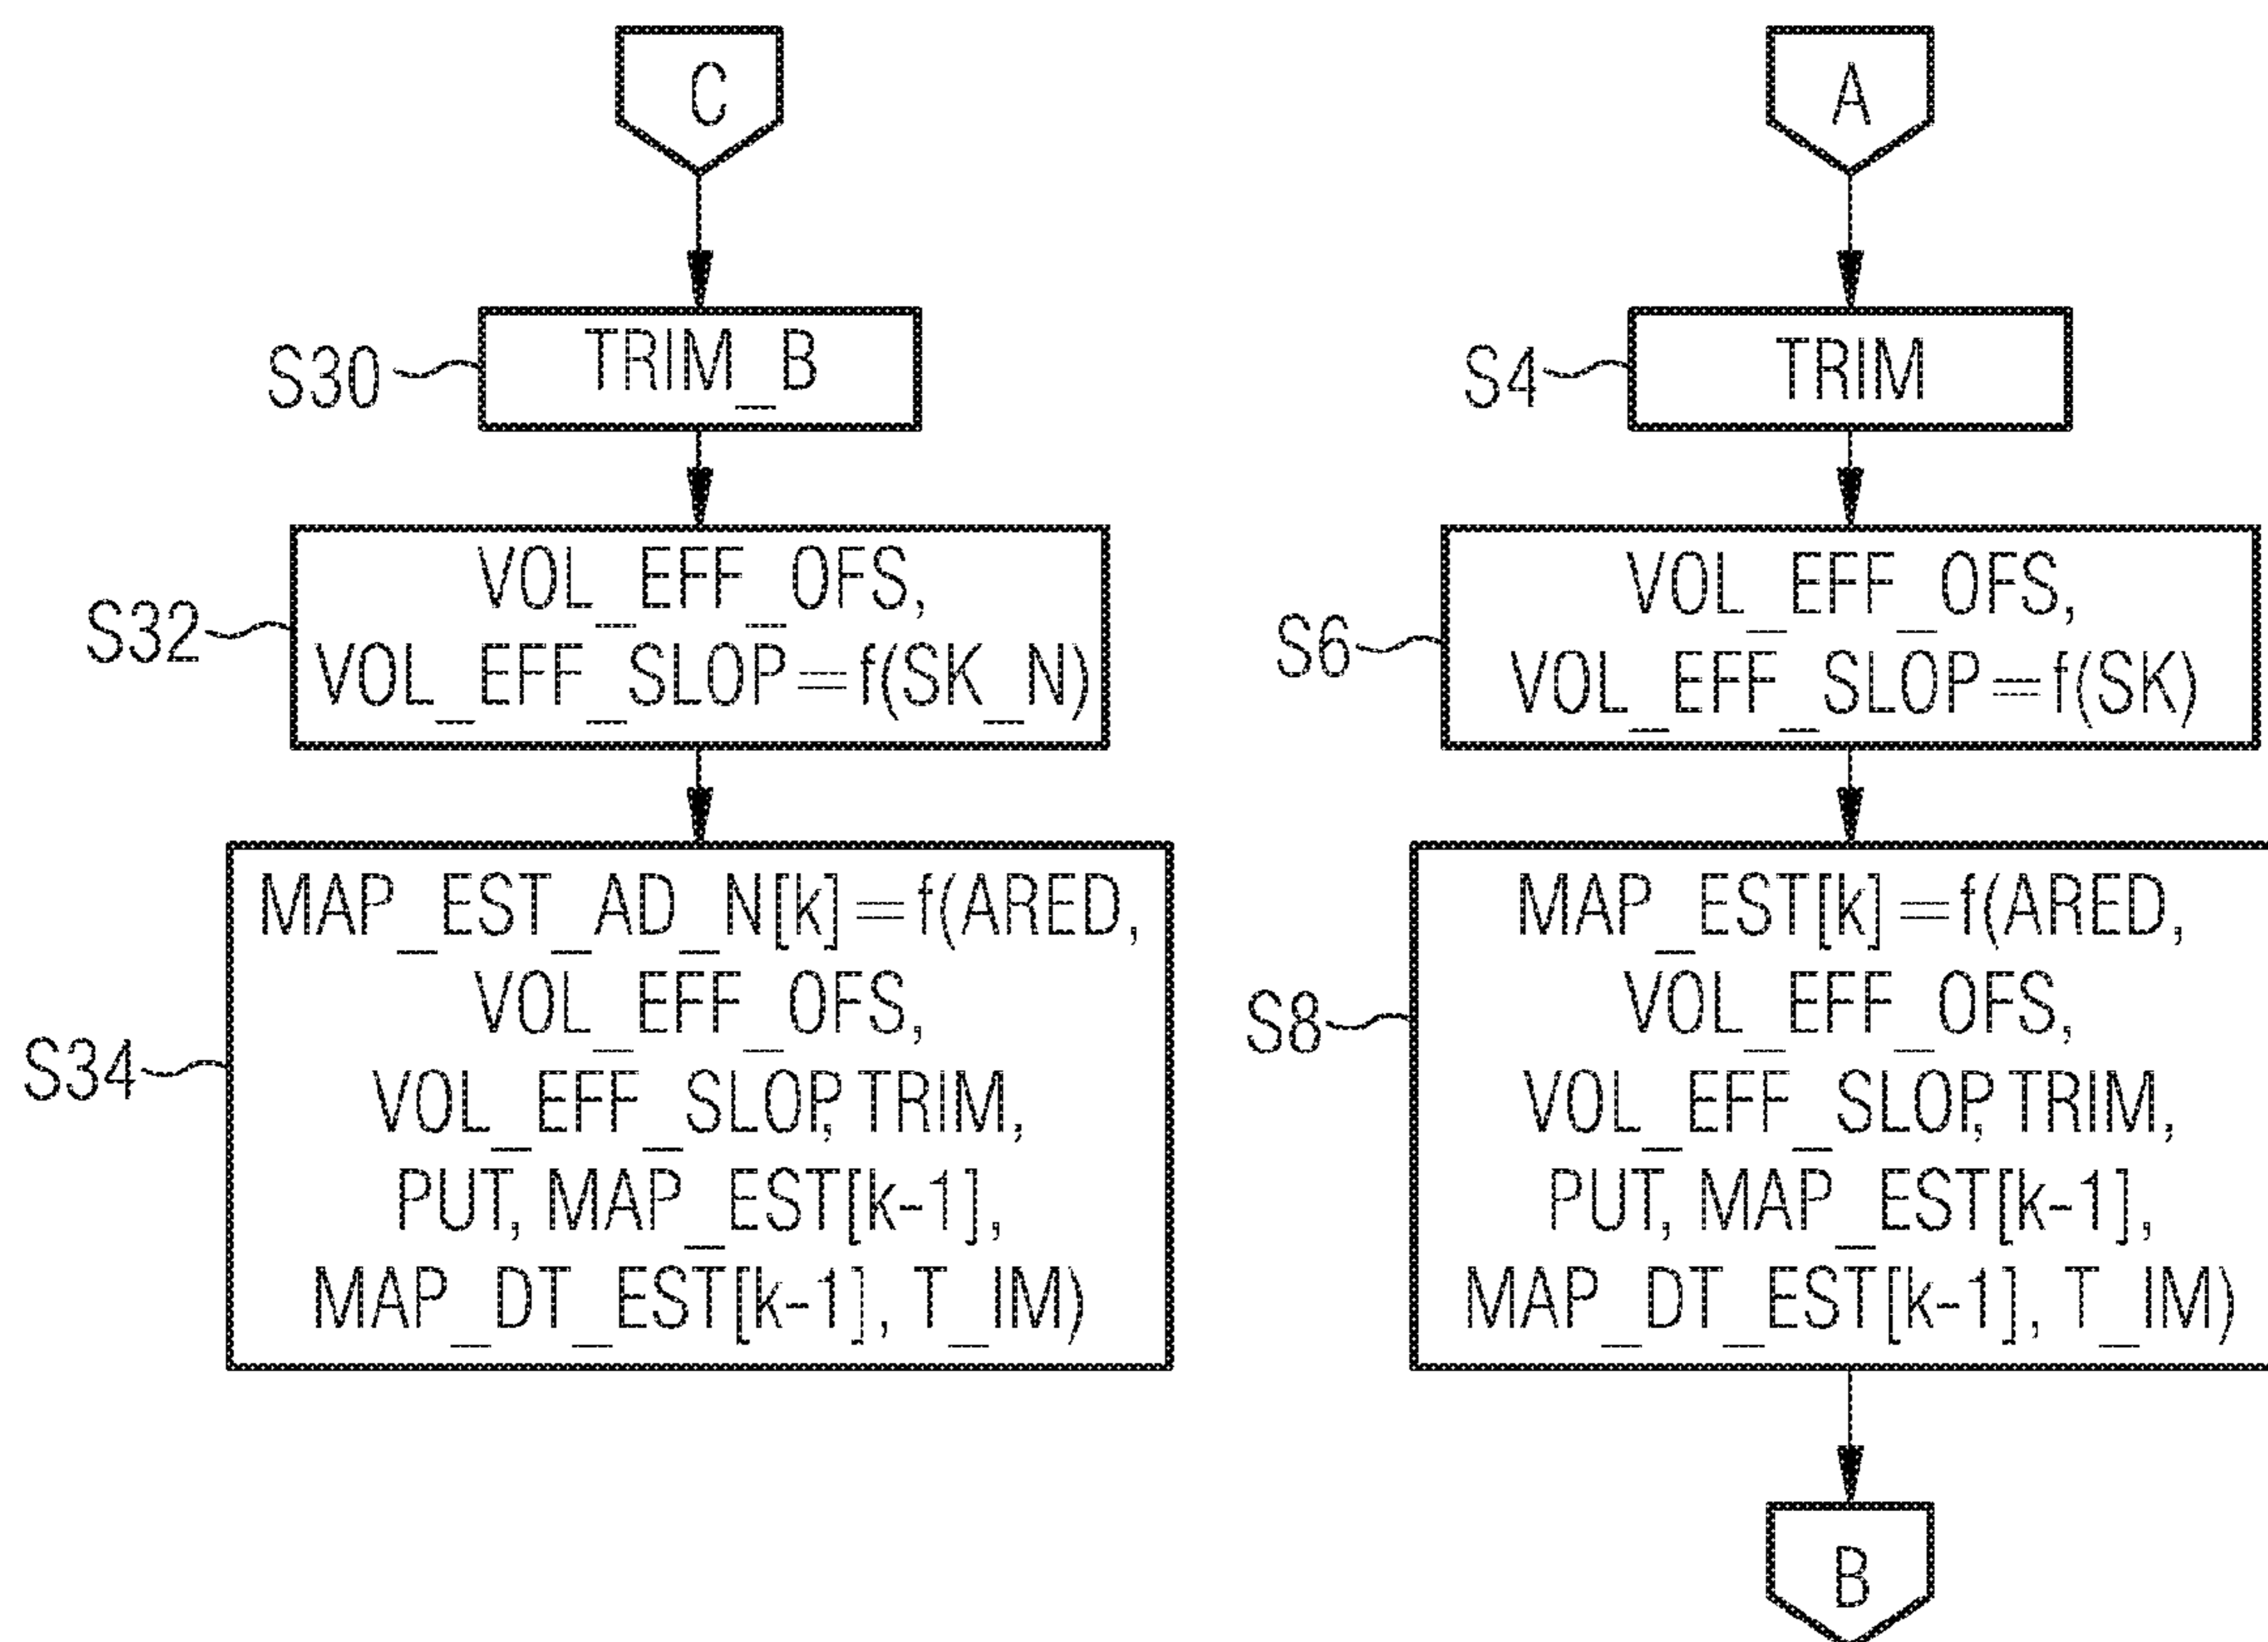 C
S30
TRIM_B
S32
VOL_EFF_OFS,
VOL_EFF_SLOP=f(SK_N)
S34
MAP_EST_AD_N[k]=f(ARED,
VOL_EFF_OFS,
VOL_EFF_SLOP, TRIM,
PUT, MAP_EST[k-1],
MAP_DT_EST[k-1], T_IM)
A
S4
TRIM
S6
VOL_EFF_OFS,
VOL_EFF_SLOP=f(SK)
S8
MAP_EST[k]=f(ARED,
VOL_EFF_OFS,
VOL_EFF_SLOP, TRIM,
PUT, MAP_EST[k-1],
MAP_DT_EST[k-1], T_IM)
B